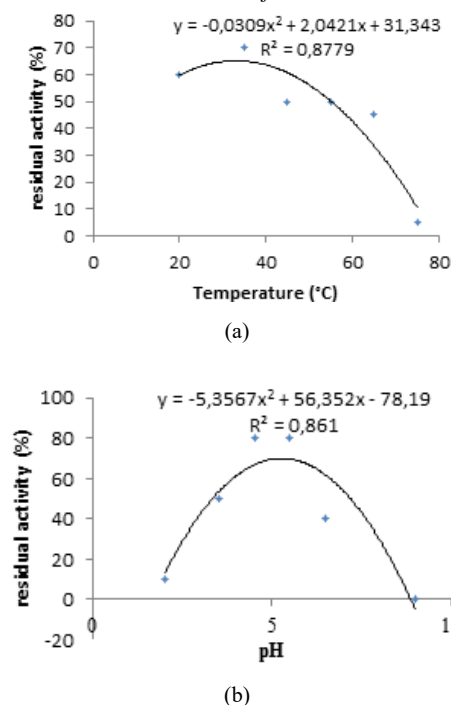 y = -0,0309x² + 2,0421x + 31,343
R² = 0,8779
80
70
60
50
40
30
20
10
0
residual activity (%)
0 20 40 60 80
Temperature (°C)
(a)
y = -5,3567x² + 56,352x - 78,19
R² = 0,861
100
80
60
40
20
0
-20
residual activity (%)
0 5 1
pH
(b)